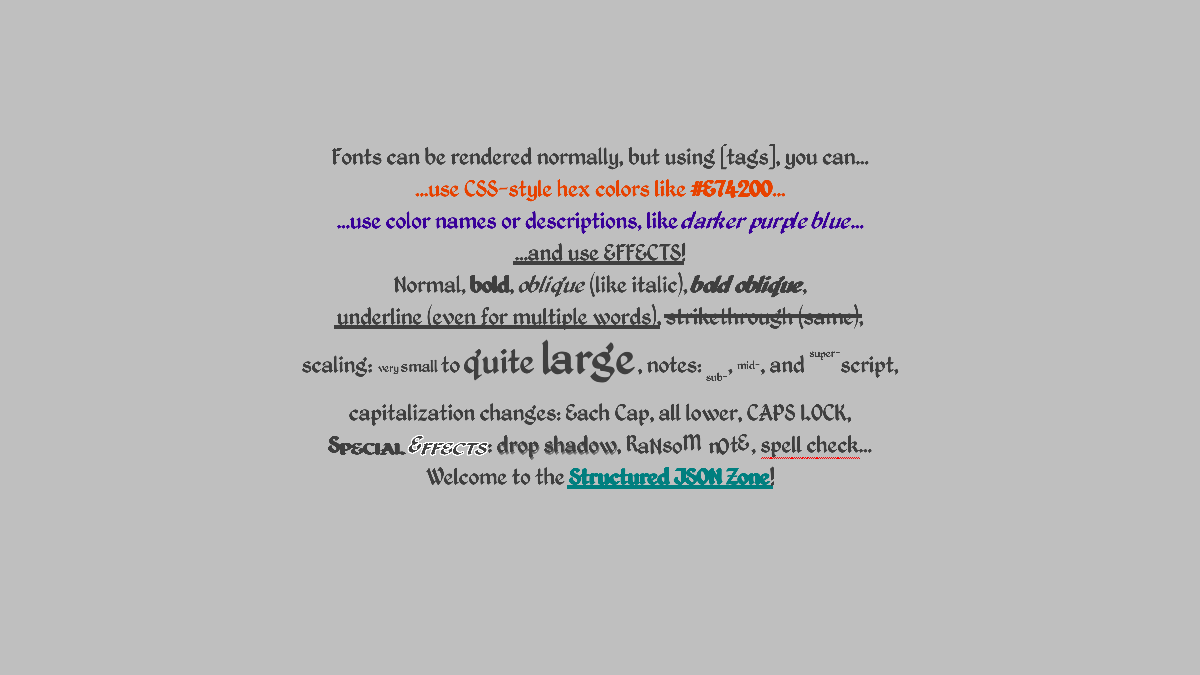 Fonts can be rendered normally, but using [tags], you can...
...use CSS-style hex colors like #E74200...
...use color names or descriptions, like darker purple blue...
...and use EFFECTS!
Normal, bold, oblique (like italic), bold oblique,
underline (even for multiple words), strikethrough (same),
scaling: very small to quite large, notes: sub-, mid-, and super-script,
capitalization changes: Each Cap, all lower, CAPS LOCK,
Special Effects: drop shadow, RaNsoM nOtE, spell check...
Welcome to the Structured JSON Zone!